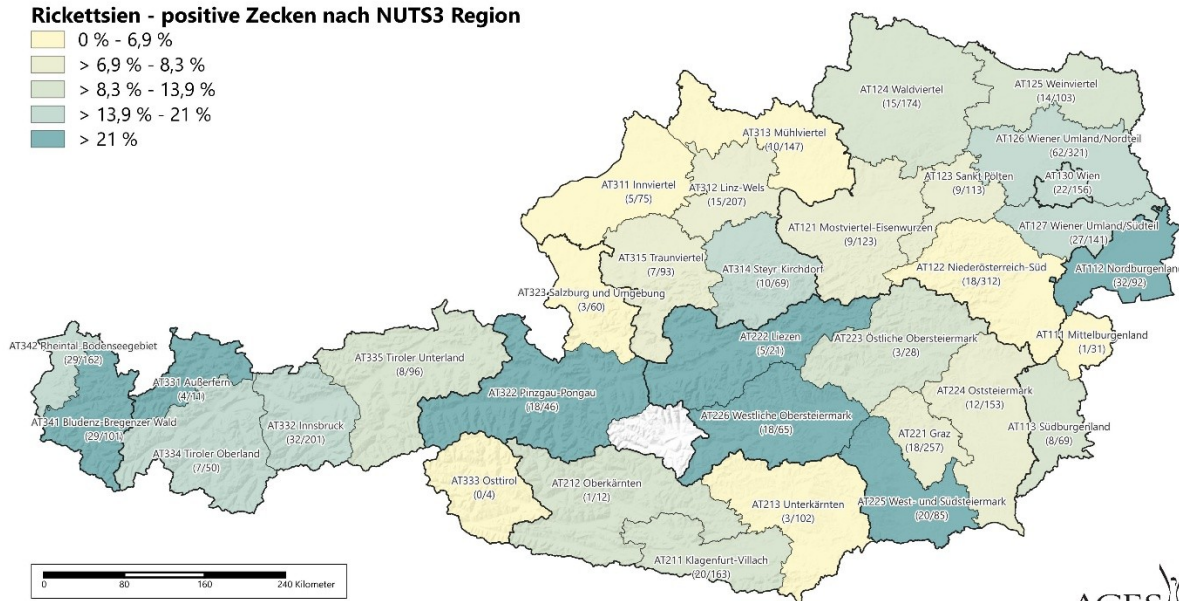 Rickettsien - positive Zecken nach NUTS3 Region
0 % - 6,9 %
> 6,9 % - 8,3 %
> 8,3 % - 13,9 %
> 13,9 % - 21 %
> 21 %
AT124 Waldviertel
(15/174)
AT125 Weinviertel
(14/103)
AT313 Mühlviertel
(10/147)
AT126 Wiener Umland/Nordteil
(62/321)
AT311 Innviertel
(5/75)
AT312 Linz-Wels
(15/207)
AT123 Sankt Pölten
(9/113)
AT130 Wien
(22/156)
AT121 Mostviertel-Eisenwurzen
(9/123)
AT127 Wiener Umland/Südteil
(27/141)
AT315 Traunviertel
(7/93)
AT314 Steyr-Kirchdorf
(10/69)
AT122 Niederösterreich-Süd
(18/312)
AT112 Nordburgenland
(32/92)
AT323 Salzburg und Umgebung
(3/60)
AT222 Liezen
(5/21)
AT223 Östliche Obersteiermark
(3/28)
AT111 Mittelburgenland
(1/31)
AT342 Rheintal-Bodenseegebiet
(29/162)
AT335 Tiroler Unterland
(8/96)
AT331 Außerfern
(4/11)
AT322 Pinzgau-Pongau
(18/46)
AT224 Oststeiermark
(12/153)
AT341 Bludenz-Bregenzer Wald
(29/101)
AT332 Innsbruck
(32/201)
AT226 Westliche Obersteiermark
(18/65)
AT221 Graz
(18/257)
AT113 Südburgenland
(8/69)
AT334 Tiroler Oberland
(7/50)
AT333 Osttirol
(0/4)
AT212 Oberkärnten
(1/12)
AT213 Unterkärnten
(3/102)
AT225 West- und Südsteiermark
(20/85)
AT211 Klagenfurt-Villach
(20/163)
0 80 160 240 Kilometer
AGES